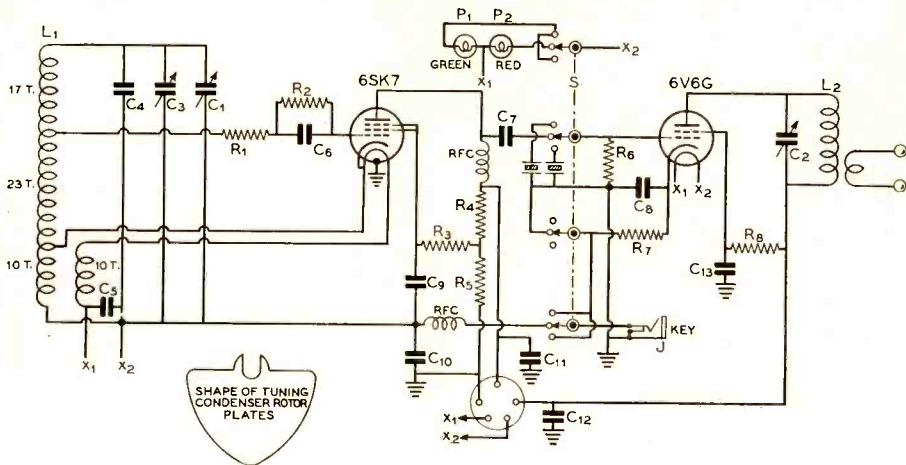 P1 P2
GREEN RED
X1
X2
S
L1
17 T.
23 T.
10 T.
10 T.
C4
C3
C1
C5
X1 X2
R1
R2
C6
6SK7
RFC
C7
R3
R4
R5
C9
RFC
C10
C11
R6
C8
R7
6V6G
X1 X2
L2
C2
R8
C13
KEY
J
C12
X1
X2
SHAPE OF TUNING
CONDENSER ROTOR
PLATES